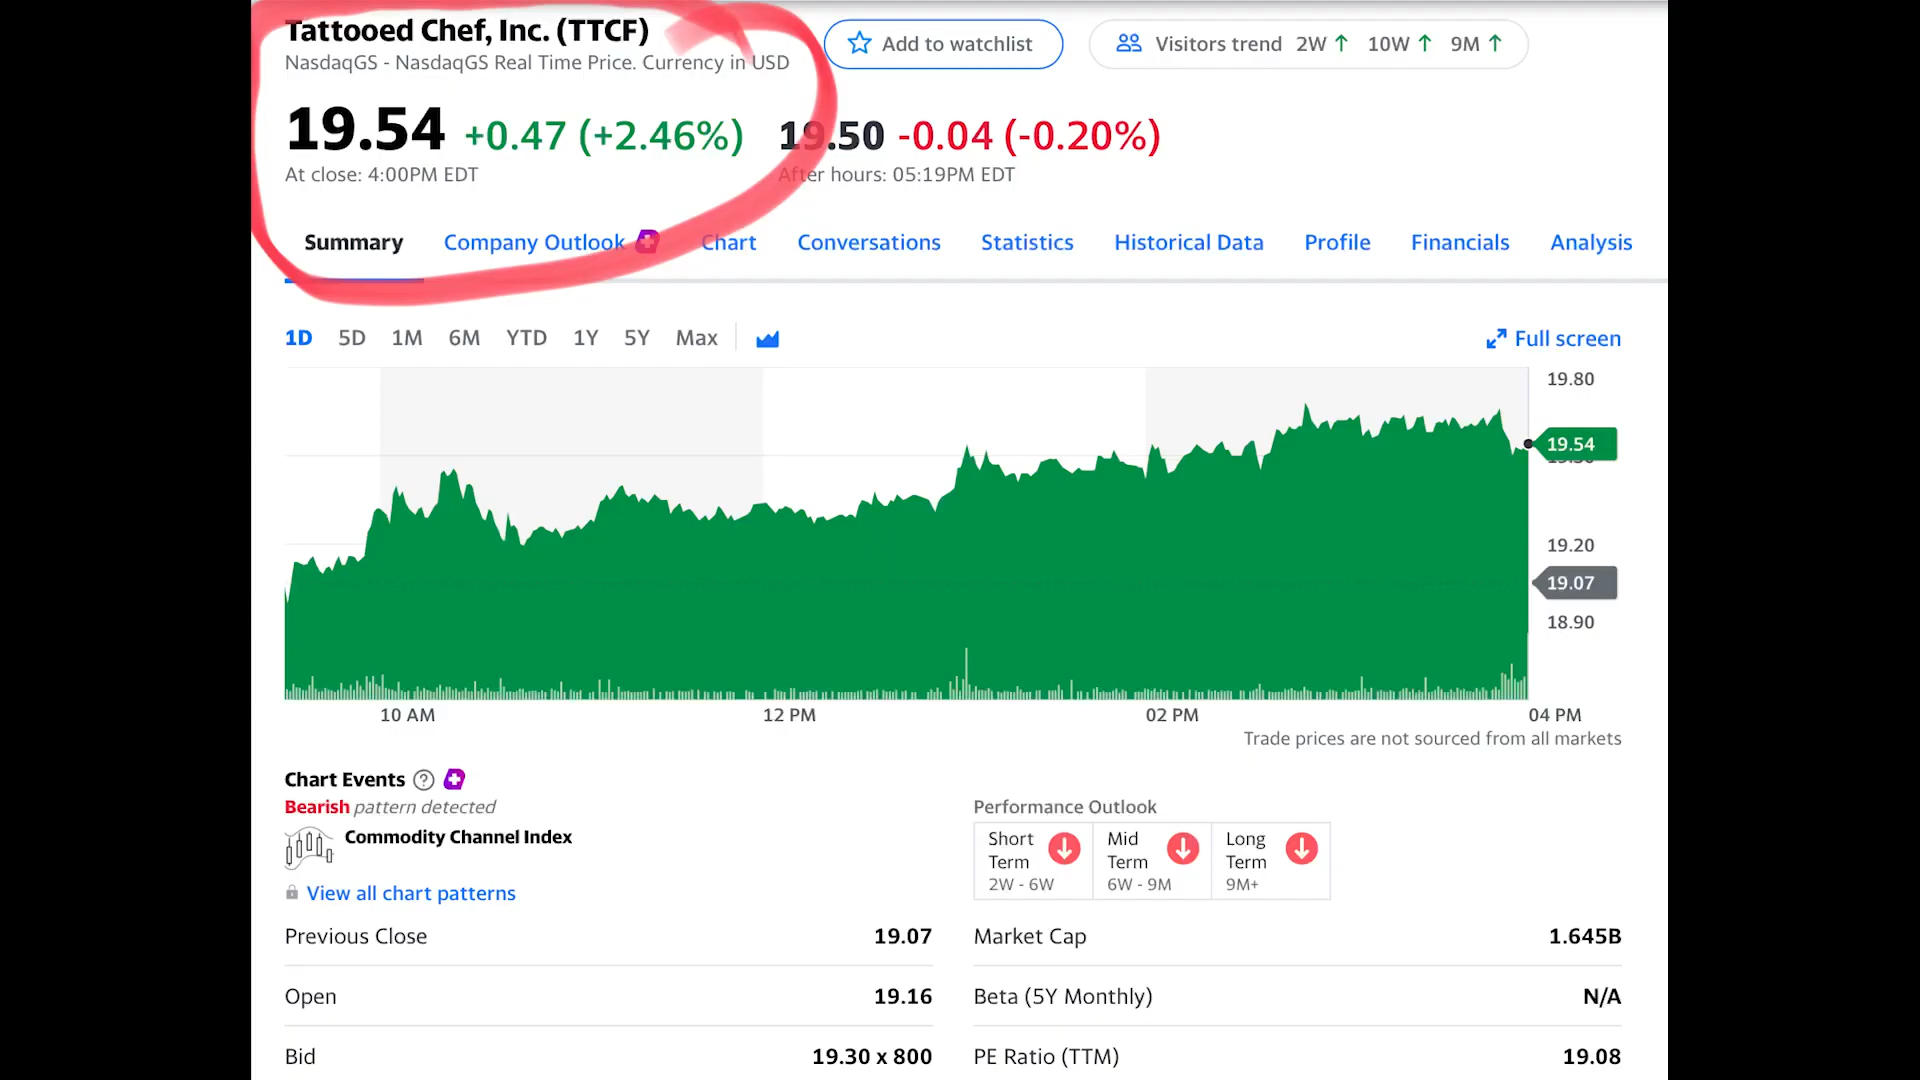 Tattooed Chef, Inc. (TTCF)
NasdaqGS - NasdaqGS Real Time Price. Currency in USD
Add to watchlist
Visitors trend 2W ↑ 10W ↑ 9M ↑
19.54 +0.47 (+2.46%) 19.50 -0.04 (-0.20%)
At close: 4:00PM EDT After hours: 05:19PM EDT
Summary Company Outlook Chart Conversations Statistics Historical Data Profile Financials Analysis
1D 5D 1M 6M YTD 1Y 5Y Max
Full screen
19.80
19.54
19.20
19.07
18.90
10 AM 12 PM 02 PM 04 PM
Trade prices are not sourced from all markets
Chart Events
Bearish pattern detected
Commodity Channel Index
View all chart patterns
Performance Outlook
Short Term 2W - 6W
Mid Term 6W - 9M
Long Term 9M+
Previous Close 19.07
Open 19.16
Bid 19.30 x 800
Market Cap 1.645B
Beta (5Y Monthly) N/A
PE Ratio (TTM) 19.08